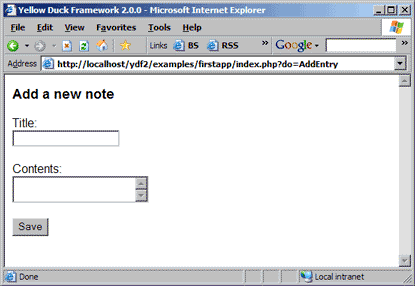 Yellow Duck Framework 2.0.0 - Microsoft Internet Explorer
File Edit View Favorites Tools Help
Links BS RSS » Google »
Address http://localhost/ydf2/examples/firstapp/index.php?do=AddEntry
Add a new note
Title:
Contents:
Save
Done Local intranet